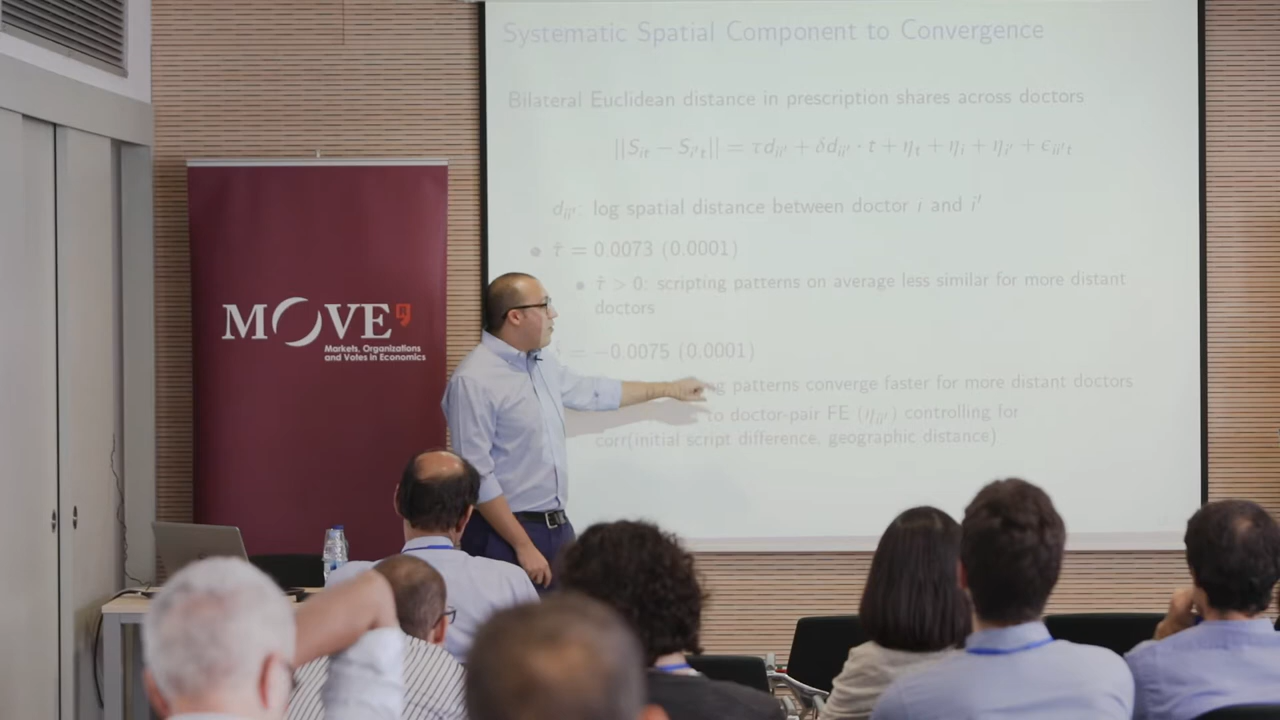 Systematic Spatial Component to Convergence
Bilateral Euclidean distance in prescription shares across doctors
||S_it − S_i't|| = τd_ii' + δd_ii' · t + η_t + η_i + η_i' + ϵ_ii't
d_ii': log spatial distance between doctor i and i'
• τ̂ = 0.0073 (0.0001)
• τ̂ > 0: scripting patterns on average less similar for more distant
doctors
= −0.0075 (0.0001)
patterns converge faster for more distant doctors
to doctor-pair FE (η_ii') controlling for
corr(initial script difference, geographic distance)
MOVE
Markets, Organizations
and Votes in Economics